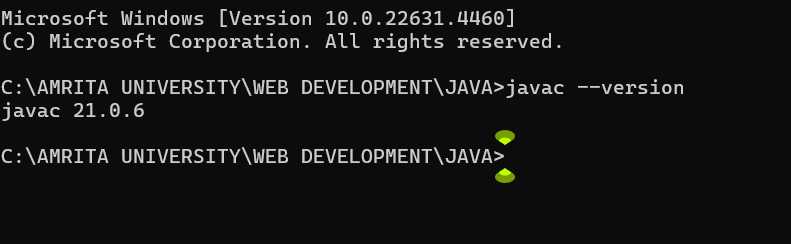 Microsoft Windows [Version 10.0.22631.4460]
(c) Microsoft Corporation. All rights reserved.
C:\AMRITA UNIVERSITY\WEB DEVELOPMENT\JAVA>javac --version
javac 21.0.6
C:\AMRITA UNIVERSITY\WEB DEVELOPMENT\JAVA>